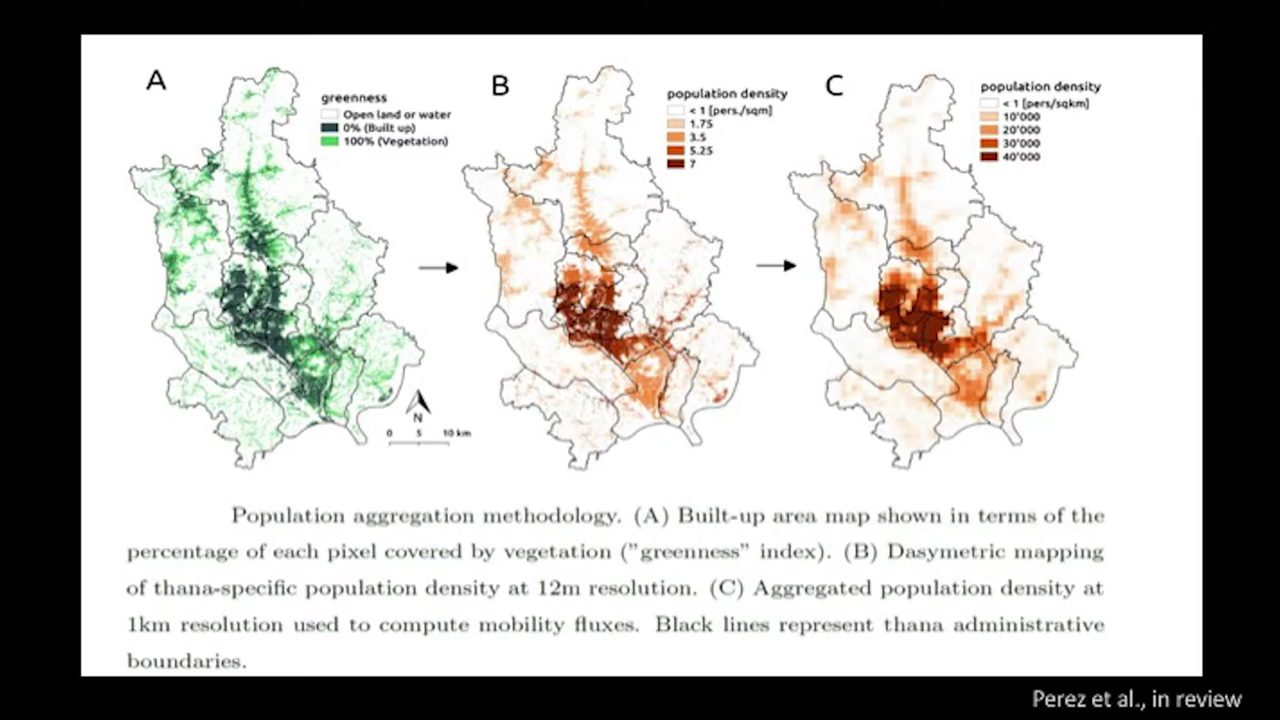 A
greenness
Open land or water
0% (Built up)
100% (Vegetation)
N
0 5 10 km
B
population density
< 1 [pers./sqm]
1.75
3.5
5.25
7
C
population density
< 1 [pers/sqkm]
10'000
20'000
30'000
40'000
Population aggregation methodology. (A) Built-up area map shown in terms of the
percentage of each pixel covered by vegetation ("greenness" index). (B) Dasymetric mapping
of thana-specific population density at 12m resolution. (C) Aggregated population density at
1km resolution used to compute mobility fluxes. Black lines represent thana administrative
boundaries.
Perez et al., in review